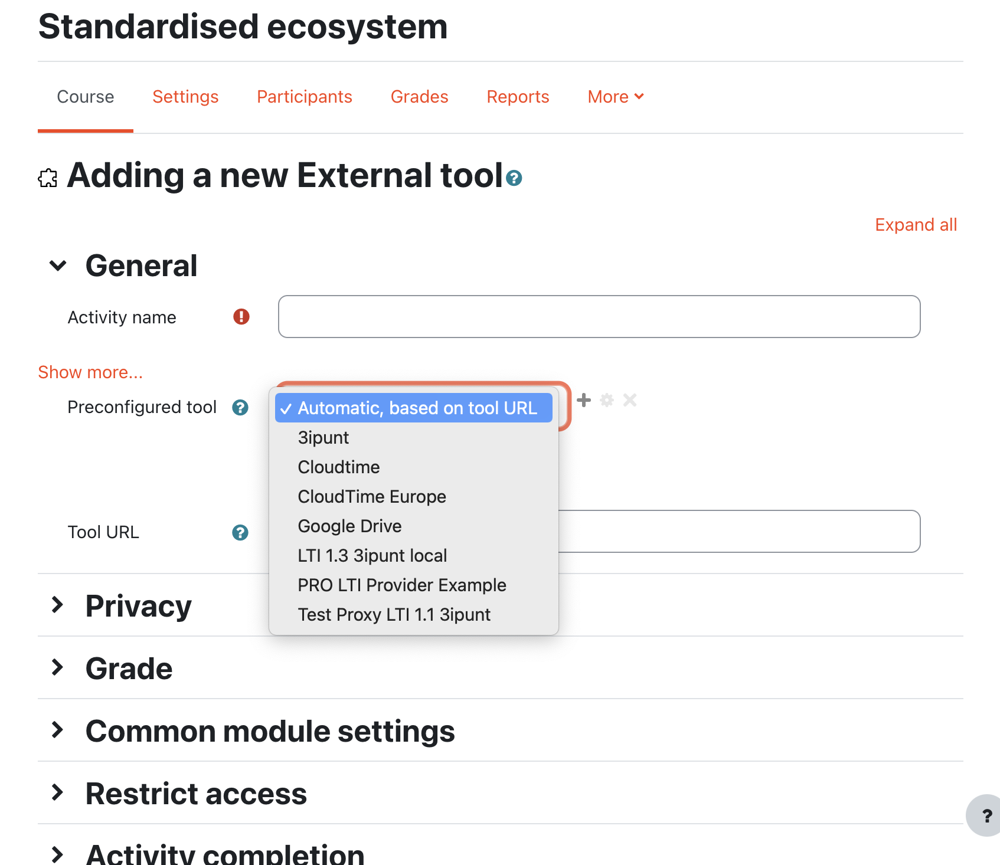 Standardised ecosystem
Course Settings Participants Grades Reports More
Adding a new External tool
Expand all
General
Activity name
Show more...
Preconfigured tool
Automatic, based on tool URL
3ipunt
Cloudtime
CloudTime Europe
Google Drive
LTI 1.3 3ipunt local
PRO LTI Provider Example
Test Proxy LTI 1.1 3ipunt
Tool URL
Privacy
Grade
Common module settings
Restrict access
?
Activity completion